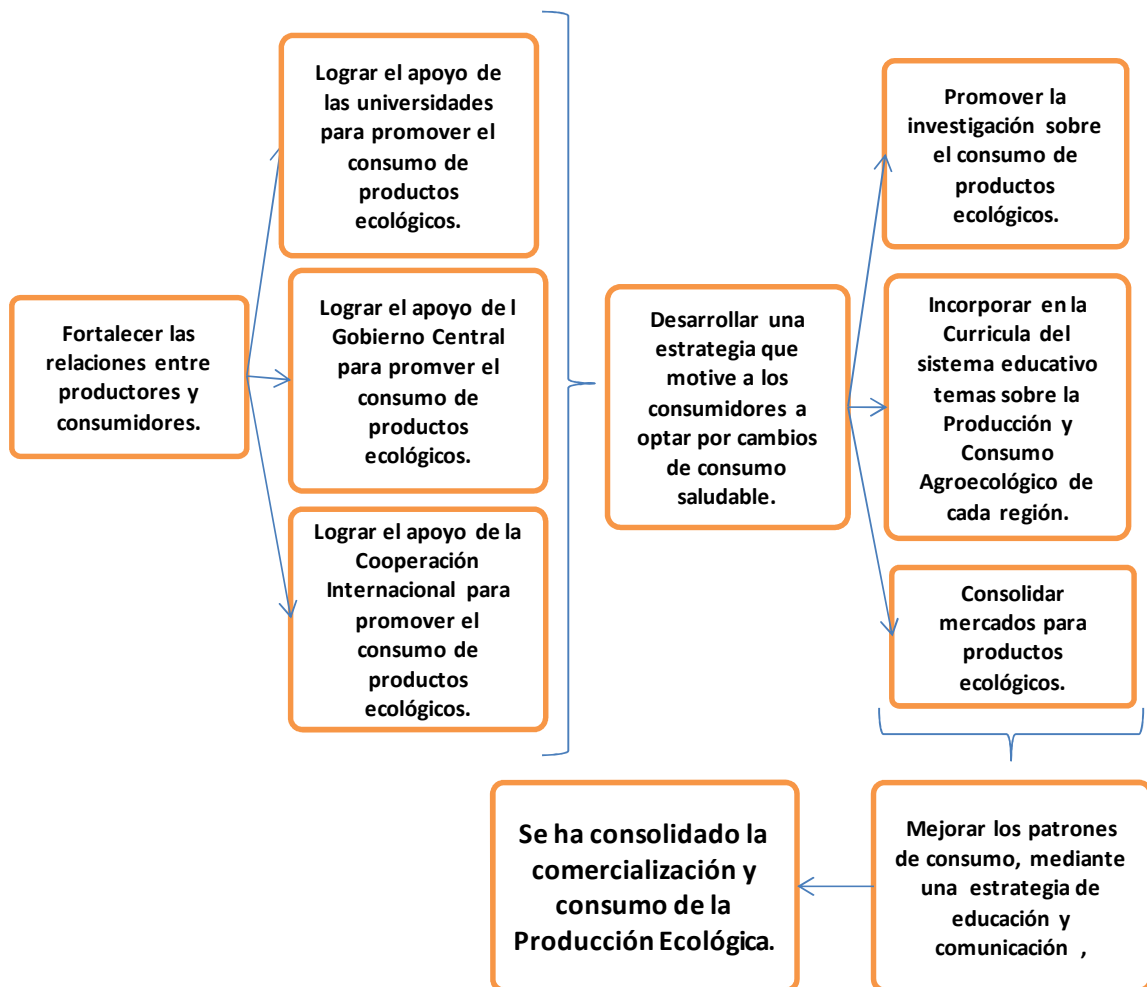 Fortalecer las
relaciones entre
productores y
consumidores.
Lograr el apoyo de
las universidades
para promover el
consumo de
productos
ecológicos.
Lograr el apoyo de l
Gobierno Central
para promver el
consumo de
productos
ecológicos.
Lograr el apoyo de la
Cooperación
Internacional para
promover el
consumo de
productos
ecológicos.
Desarrollar una
estrategia que
motive a los
consumidores a
optar por cambios
de consumo
saludable.
Promover la
investigación sobre
el consumo de
productos
ecológicos.
Incorporar en la
Curricula del
sistema educativo
temas sobre la
Producción y
Consumo
Agroecológico de
cada región.
Consolidar
mercados para
productos
ecológicos.
Mejorar los patrones
de consumo, mediante
una estrategia de
educación y
comunicación ,
Se ha consolidado la
comercialización y
consumo de la
Producción Ecológica.